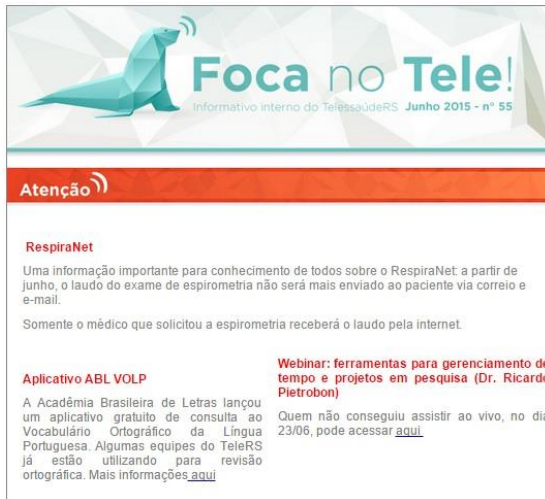 Foca no Tele!
Informativo interno do TelessaúdeRS Junho 2015 - n° 55
Atenção
RespiraNet
Uma informação importante para conhecimento de todos sobre o RespiraNet: a partir de
junho, o laudo do exame de espirometria não será mais enviado ao paciente via correio e
e-mail.
Somente o médico que solicitou a espirometria receberá o laudo pela internet.
Aplicativo ABL VOLP
A Acadêmia Brasileira de Letras lançou
um aplicativo gratuito de consulta ao
Vocabulário Ortográfico da Língua
Portuguesa. Algumas equipes do TeleRS
já estão utilizando para revisão
ortográfica. Mais informações aqui
Webinar: ferramentas para gerenciamento de
tempo e projetos em pesquisa (Dr. Ricardo
Pietrobon)
Quem não conseguiu assistir ao vivo, no dia
23/06, pode acessar aqui